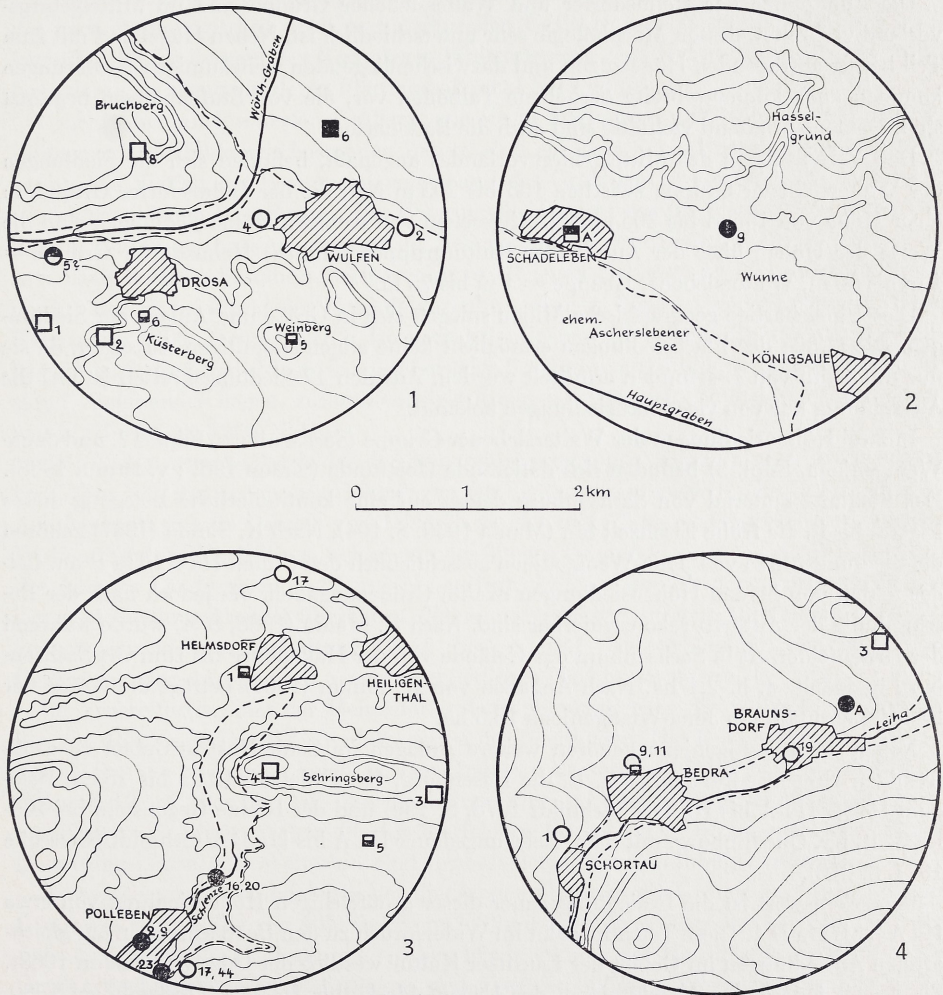 Bruchberg
8
Wörth-Graben
6
4
2
WULFEN
5?
DROSA
1
2
6
Küsterberg
Weinberg
5
1
Hassel-
grund
A
SCHADELEBEN
9
Wunne
ehem.
Ascherslebener
See
KÖNIGSAUE
Hauptgraben
2
0 1 2 km
17
HELMSDORF
1
HEILIGEN-
THAL
4
Sehringsberg
3
5
16,20
Schlenze
POLLEBEN
23
17,44
3
3
A
BRAUNS-
DORF
Leiha
19
9,11
BEDRA
1
SCHORTAU
4